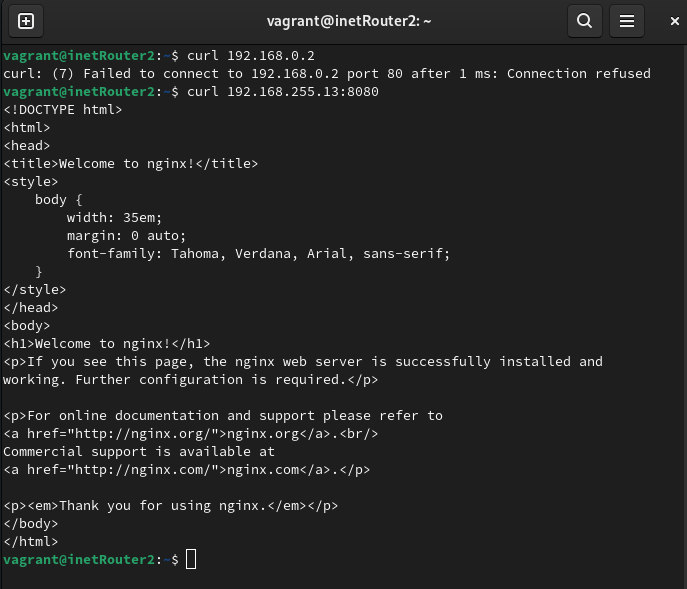 vagrant@inetRouter2: ~
vagrant@inetRouter2:~$ curl 192.168.0.2
curl: (7) Failed to connect to 192.168.0.2 port 80 after 1 ms: Connection refused
vagrant@inetRouter2:~$ curl 192.168.255.13:8080
<!DOCTYPE html>
<html>
<head>
<title>Welcome to nginx!</title>
<style>
    body {
        width: 35em;
        margin: 0 auto;
        font-family: Tahoma, Verdana, Arial, sans-serif;
    }
</style>
</head>
<body>
<h1>Welcome to nginx!</h1>
<p>If you see this page, the nginx web server is successfully installed and
working. Further configuration is required.</p>

<p>For online documentation and support please refer to
<a href="http://nginx.org/">nginx.org</a>.<br/>
Commercial support is available at
<a href="http://nginx.com/">nginx.com</a>.</p>

<p><em>Thank you for using nginx.</em></p>
</body>
</html>
vagrant@inetRouter2:~$